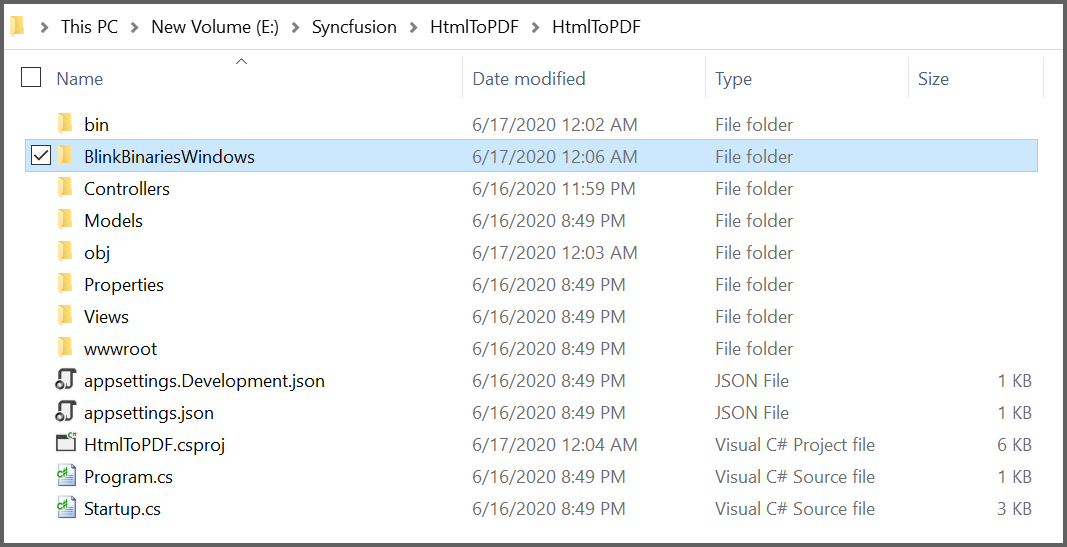 This PC > New Volume (E:) > Syncfusion > HtmlToPDF > HtmlToPDF
Name Date modified Type Size
bin 6/17/2020 12:02 AM File folder
BlinkBinariesWindows 6/17/2020 12:06 AM File folder
Controllers 6/16/2020 11:59 PM File folder
Models 6/16/2020 8:49 PM File folder
obj 6/17/2020 12:03 AM File folder
Properties 6/16/2020 8:49 PM File folder
Views 6/16/2020 8:49 PM File folder
wwwroot 6/16/2020 8:49 PM File folder
appsettings.Development.json 6/16/2020 8:49 PM JSON File 1 KB
appsettings.json 6/16/2020 8:49 PM JSON File 1 KB
HtmlToPDF.csproj 6/17/2020 12:04 AM Visual C# Project file 6 KB
Program.cs 6/16/2020 8:49 PM Visual C# Source file 1 KB
Startup.cs 6/16/2020 8:49 PM Visual C# Source file 3 KB